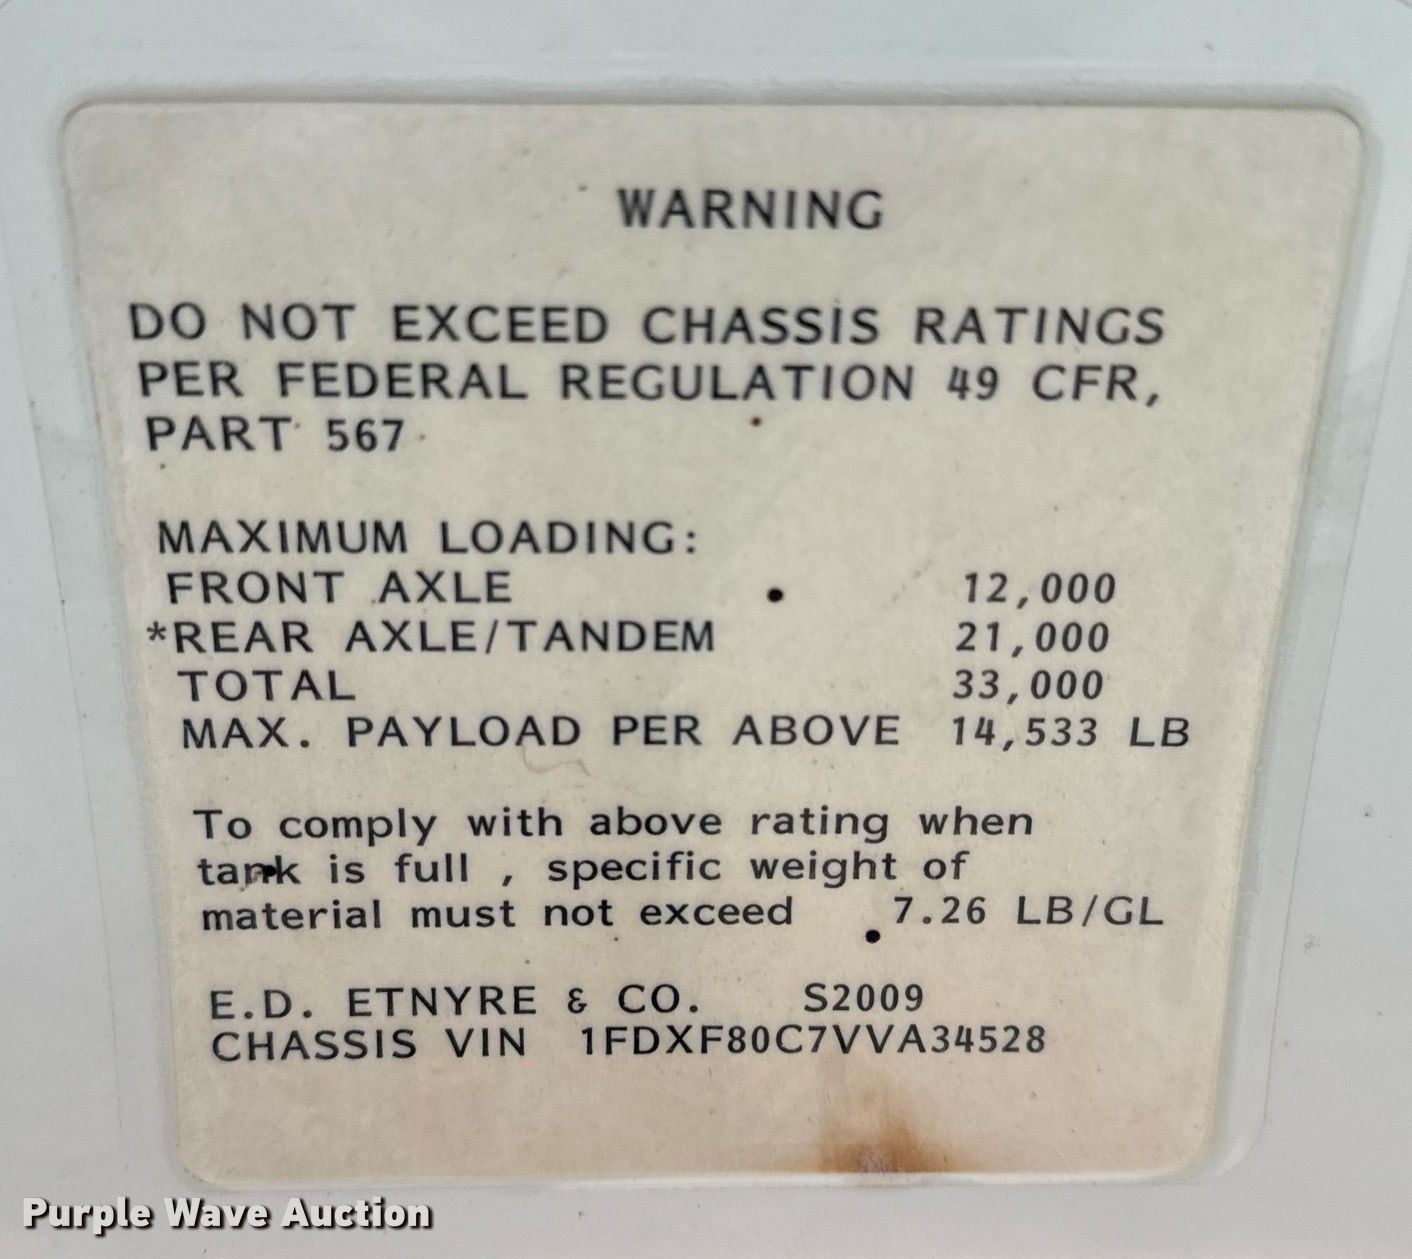 WARNING
DO NOT EXCEED CHASSIS RATINGS
PER FEDERAL REGULATION 49 CFR,
PART 567
MAXIMUM LOADING:
FRONT AXLE 12,000
*REAR AXLE/TANDEM 21,000
TOTAL 33,000
MAX. PAYLOAD PER ABOVE 14,533 LB
To comply with above rating when
tank is full , specific weight of
material must not exceed 7.26 LB/GL
E.D. ETNYRE & CO. S2009
CHASSIS VIN 1FDXF80C7VVA34528
Purple Wave Auction